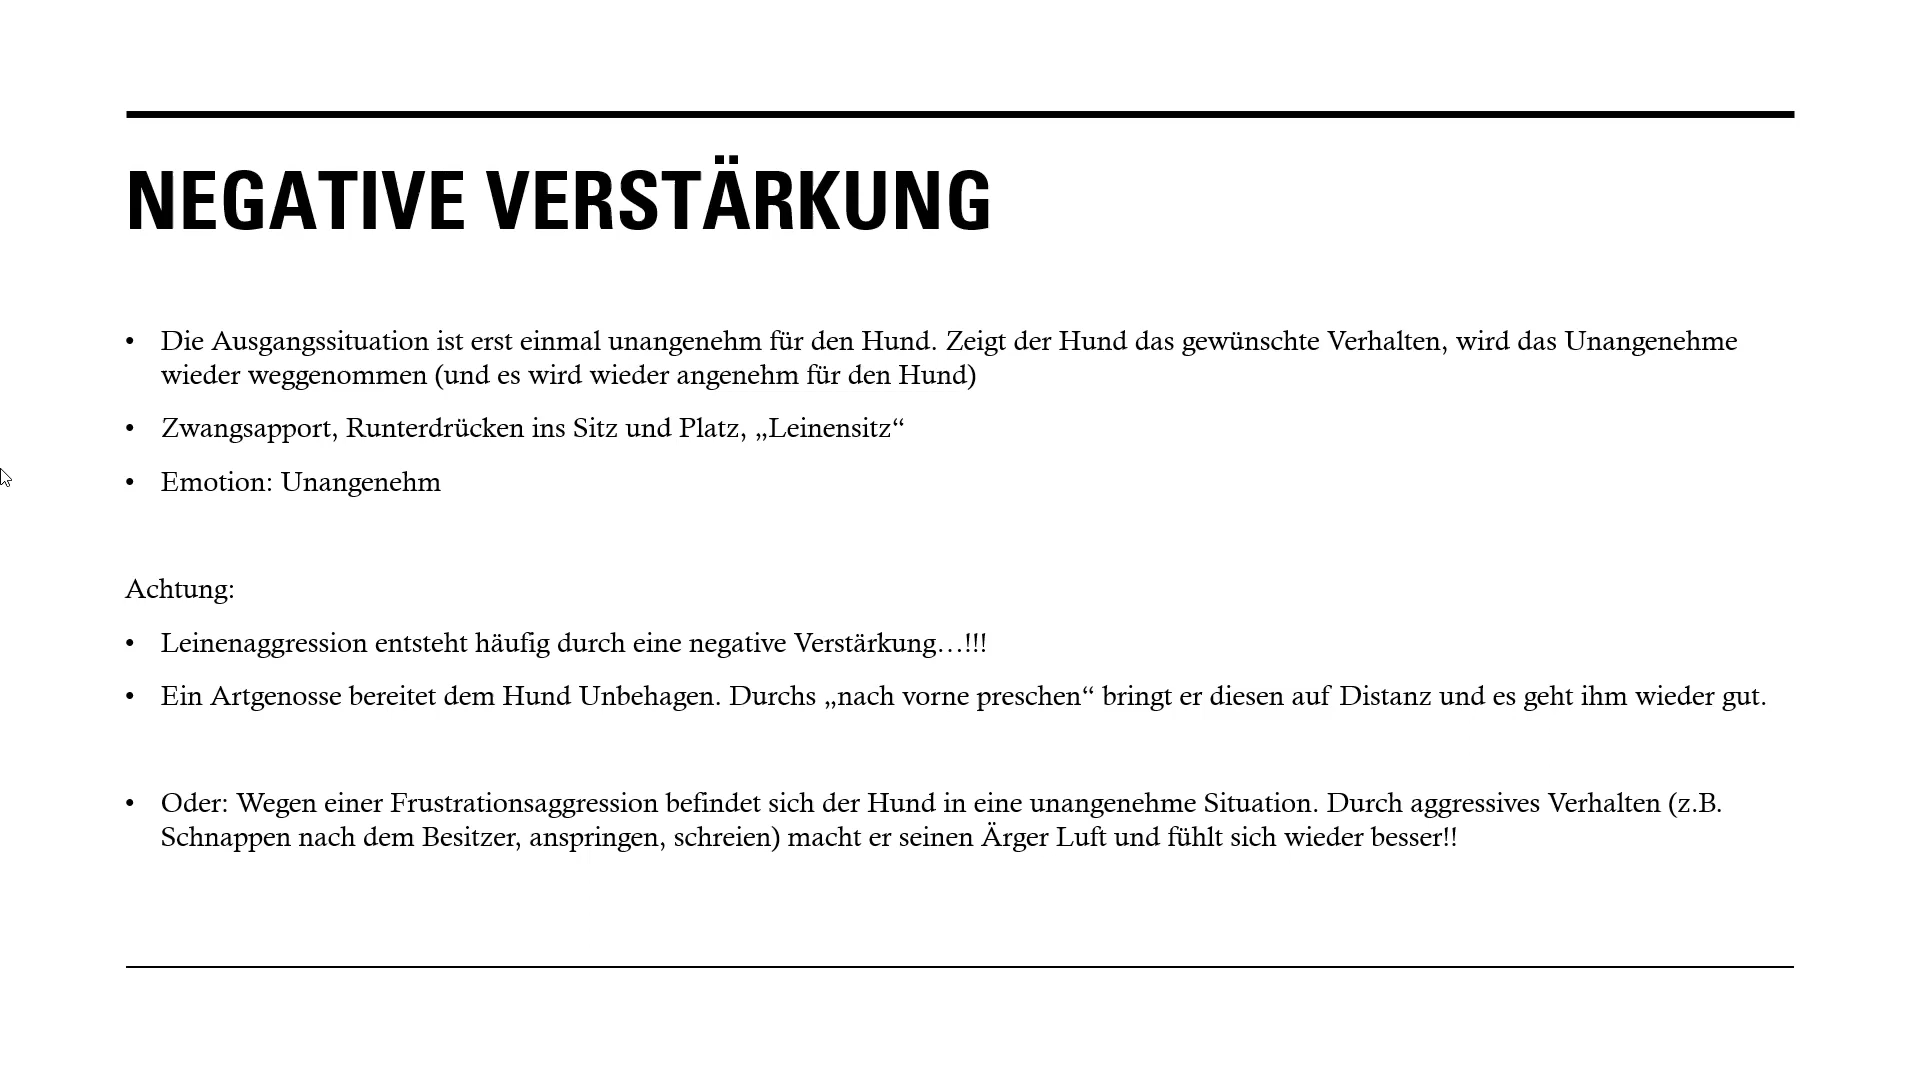 NEGATIVE VERSTÄRKUNG
• Die Ausgangssituation ist erst einmal unangenehm für den Hund. Zeigt der Hund das gewünschte Verhalten, wird das Unangenehme
wieder weggenommen (und es wird wieder angenehm für den Hund)
• Zwangsapport, Runterdrücken ins Sitz und Platz, „Leinensitz“
• Emotion: Unangenehm
Achtung:
• Leinenaggression entsteht häufig durch eine negative Verstärkung…!!!
• Ein Artgenosse bereitet dem Hund Unbehagen. Durchs „nach vorne preschen“ bringt er diesen auf Distanz und es geht ihm wieder gut.
• Oder: Wegen einer Frustrationsaggression befindet sich der Hund in eine unangenehme Situation. Durch aggressives Verhalten (z.B.
Schnappen nach dem Besitzer, anspringen, schreien) macht er seinen Ärger Luft und fühlt sich wieder besser!!